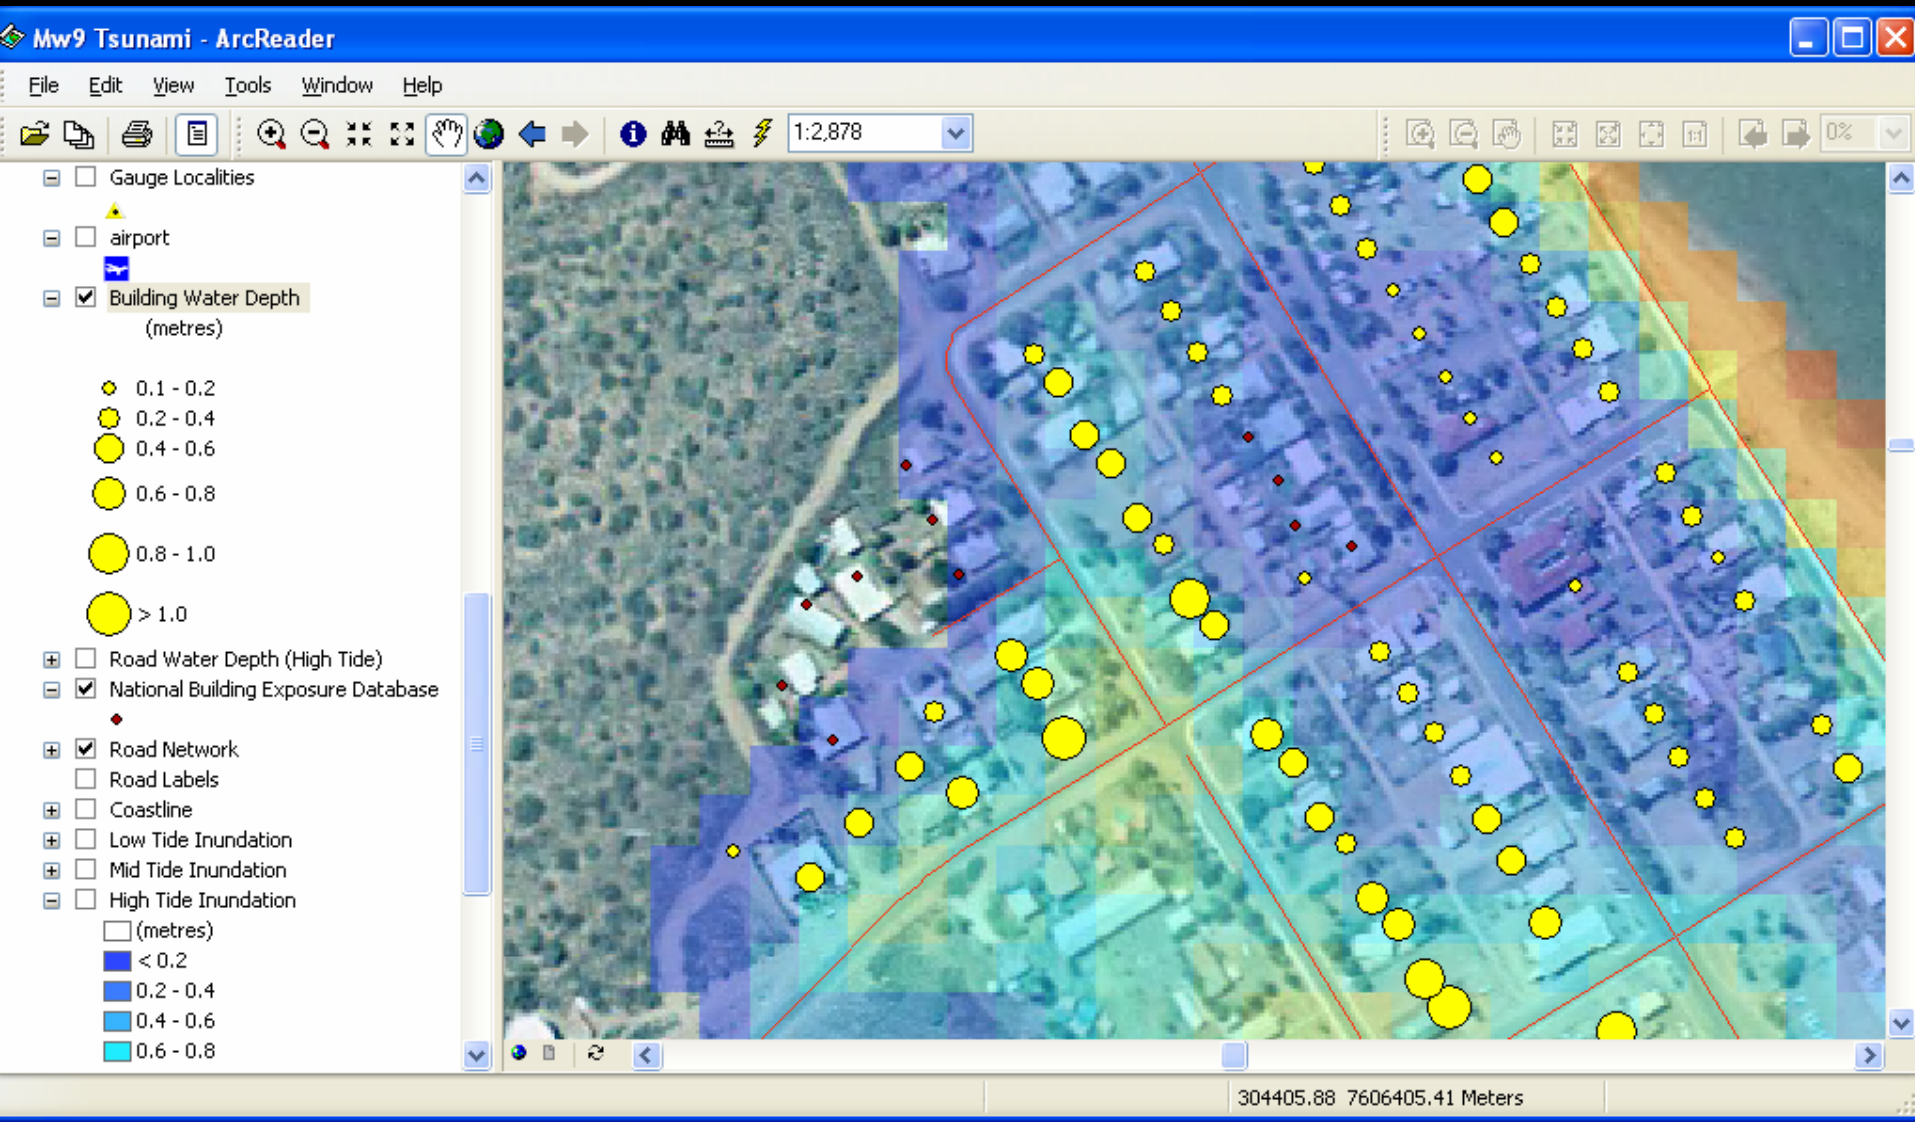 Mw9 Tsunami - ArcReader
File Edit View Tools Window Help
1:2,878
0%
Gauge Localities
airport
Building Water Depth
(metres)
0.1 - 0.2
0.2 - 0.4
0.4 - 0.6
0.6 - 0.8
0.8 - 1.0
> 1.0
Road Water Depth (High Tide)
National Building Exposure Database
Road Network
Road Labels
Coastline
Low Tide Inundation
Mid Tide Inundation
High Tide Inundation
(metres)
< 0.2
0.2 - 0.4
0.4 - 0.6
0.6 - 0.8
304405.88 7606405.41 Meters